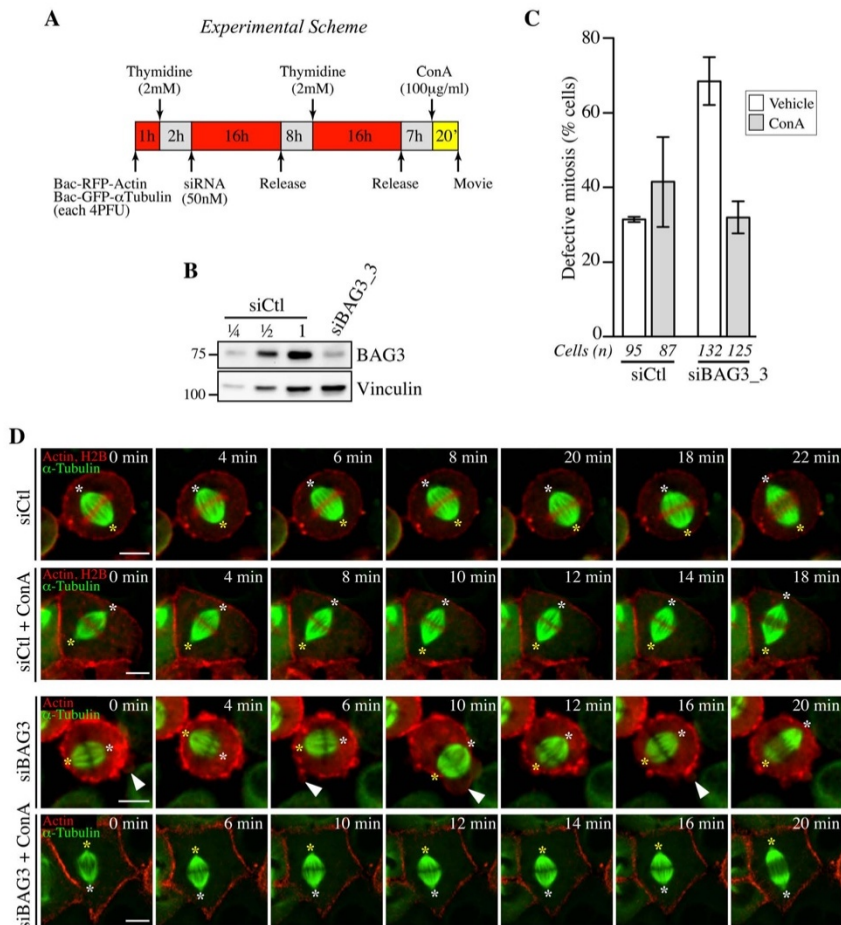 A
Experimental Scheme
Thymidine
(2mM)
Thymidine
(2mM)
ConA
(100µg/ml)
1h 2h 16h 8h 16h 7h 20'
Bac-RFP-Actin
Bac-GFP-αTubulin
(each 4PFU)
siRNA
(50nM)
Release
Release
Movie
B
siCtl
siBAG3_3
¼ ½ 1
75
BAG3
100
Vinculin
C
Defective mitosis (% cells)
80
60
40
20
0
Vehicle
ConA
Cells (n) 95 87 132 125
siCtl siBAG3_3
D
siCtl
Actin, H2B
α-Tubulin
0 min 4 min 6 min 8 min 20 min 18 min 22 min
siCtl + ConA
Actin, H2B
α-Tubulin
0 min 4 min 8 min 10 min 12 min 14 min 18 min
siBAG3
Actin
α-Tubulin
0 min 4 min 6 min 10 min 12 min 16 min 20 min
siBAG3 + ConA
Actin
α-Tubulin
0 min 6 min 10 min 12 min 14 min 16 min 20 min